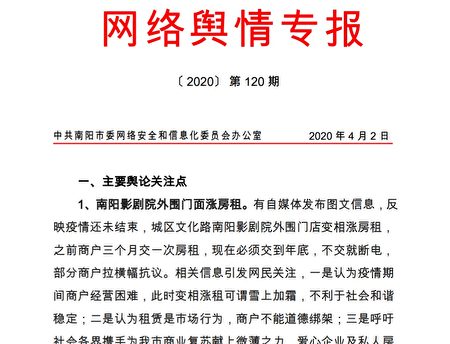 网络舆情专报
〔2020〕 第 120 期
中共南阳市委网络安全和信息化委员会办公室 2020 年 4 月 2 日
一、主要舆论关注点
1、南阳影剧院外围门面涨房租。有自媒体发布图文信息，反
映疫情还未结束，城区文化路南阳影剧院外围门店变相涨房租，
之前商户三个月交一次房租，现在必须交到年底，不交就断电，
部分商户拉横幅抗议。相关信息引发网民关注，一是认为疫情期
间商户经营困难，此时变相涨租可谓雪上加霜，不利于社会和谐
稳定；二是认为租赁是市场行为，商户不能道德绑架；三是呼吁
社会各界携手为我市商业复苏献上微薄之力，爱心企业及私人房